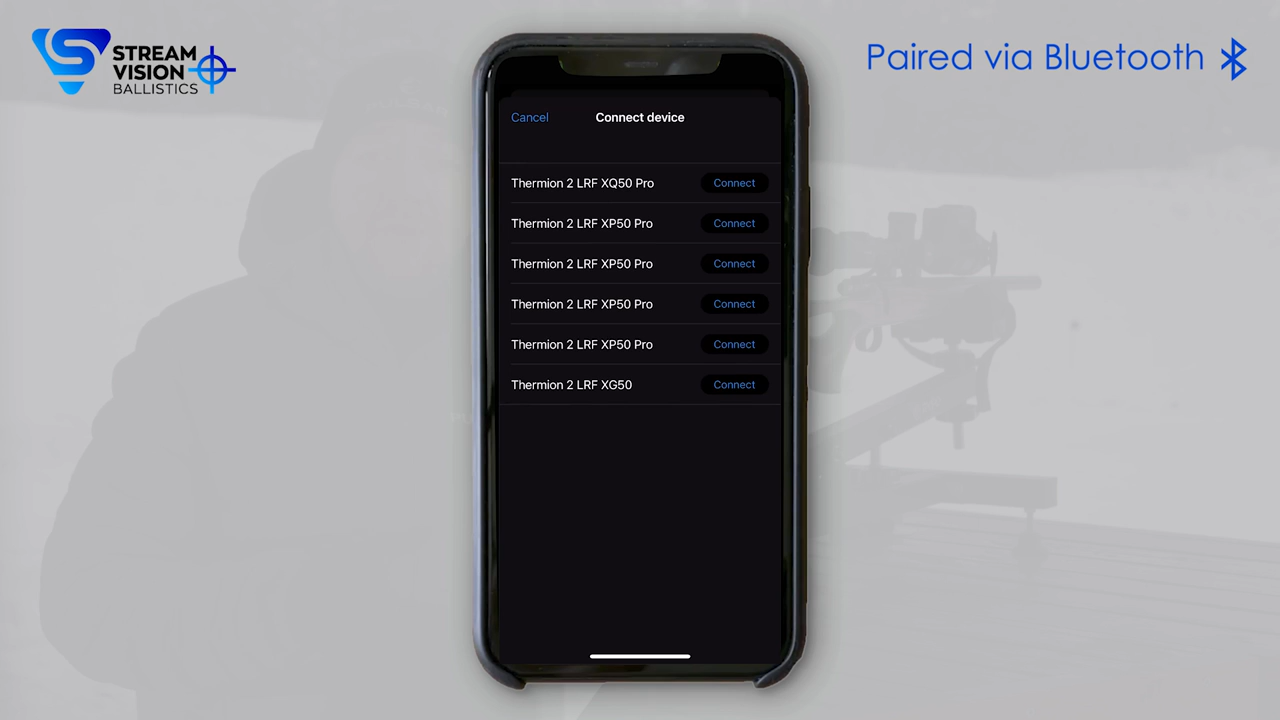 STREAM
VISION
BALLISTICS
Paired via Bluetooth
Cancel
Connect device
Thermion 2 LRF XQ50 Pro
Connect
Thermion 2 LRF XP50 Pro
Connect
Thermion 2 LRF XP50 Pro
Connect
Thermion 2 LRF XP50 Pro
Connect
Thermion 2 LRF XP50 Pro
Connect
Thermion 2 LRF XG50
Connect